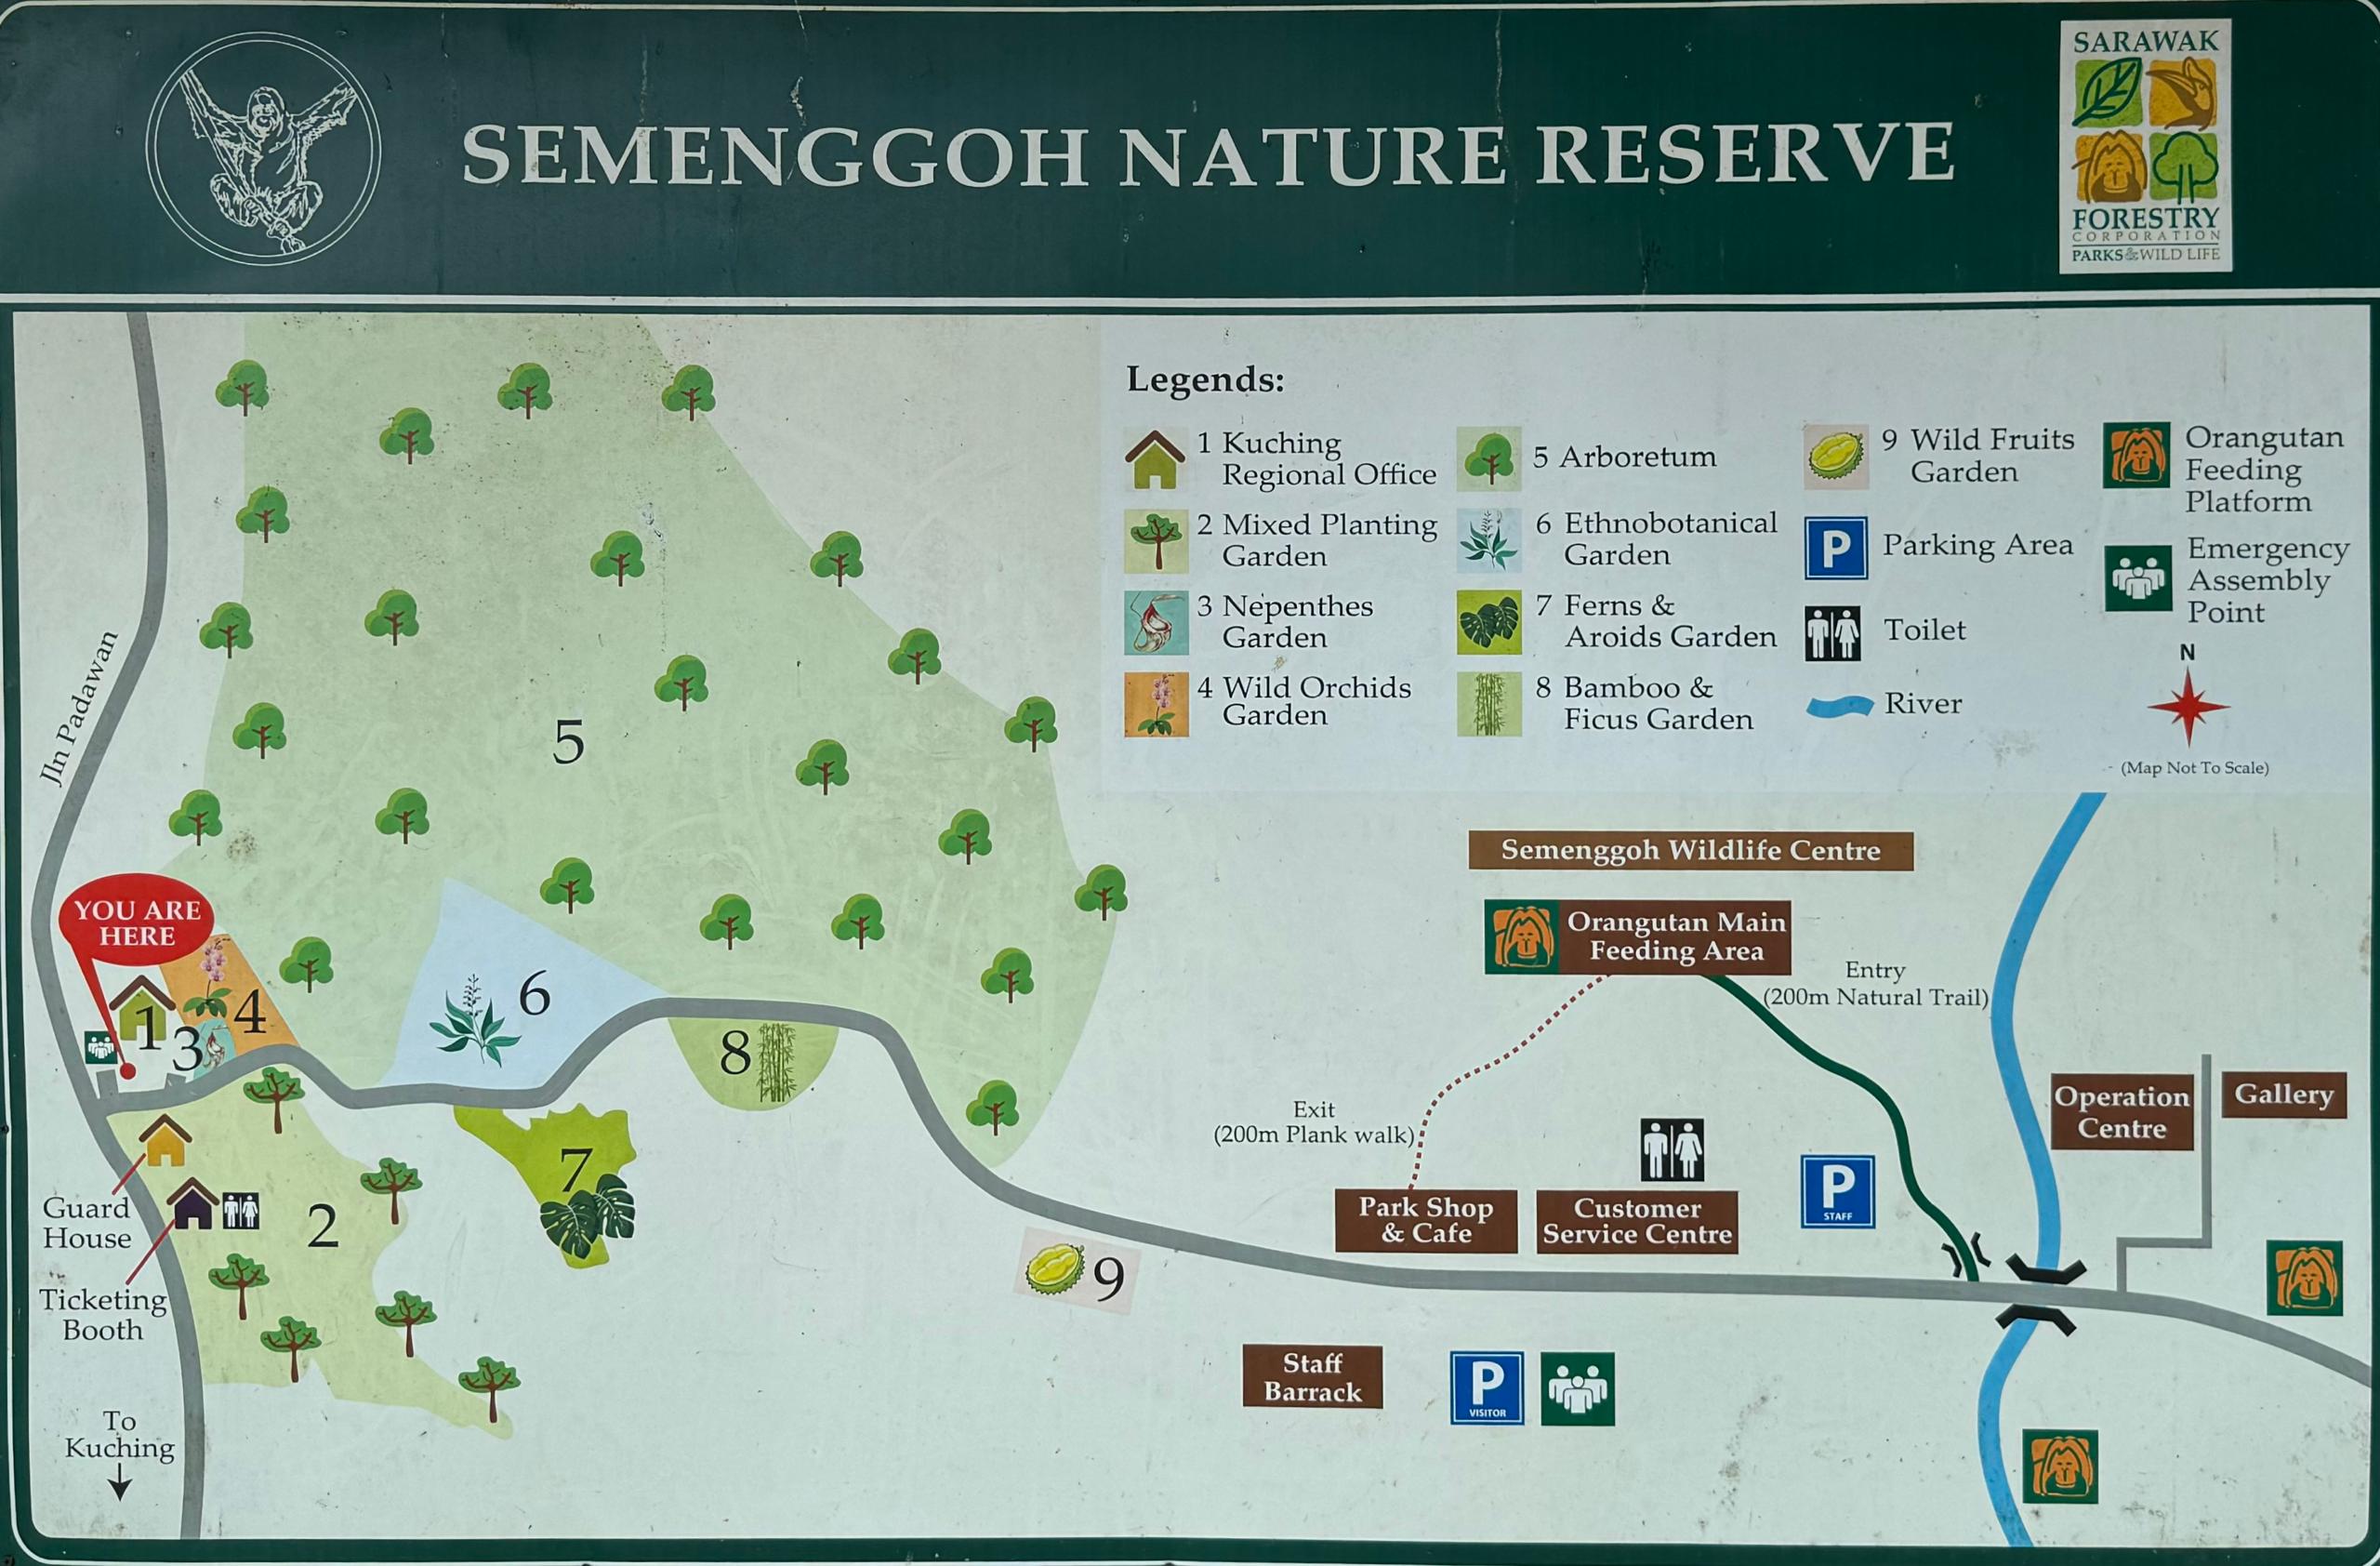 SEMENGGOH NATURE RESERVE
SARAWAK
FORESTRY
CORPORATION
PARKS & WILD LIFE
Legends:
1 Kuching
Regional Office
2 Mixed Planting
Garden
3 Nepenthes
Garden
4 Wild Orchids
Garden
5 Arboretum
6 Ethnobotanical
Garden
7 Ferns &
Aroids Garden
8 Bamboo &
Ficus Garden
9 Wild Fruits
Garden
P
Parking Area
Toilet
River
Orangutan
Feeding
Platform
Emergency
Assembly
Point
N
(Map Not To Scale)
Jln Padawan
5
YOU ARE
HERE
1
3
4
6
8
7
2
9
Guard
House
Ticketing
Booth
To
Kuching
Semenggoh Wildlife Centre
Orangutan Main
Feeding Area
Entry
(200m Natural Trail)
Exit
(200m Plank walk)
Park Shop
& Cafe
Customer
Service Centre
P
STAFF
Operation
Centre
Gallery
Staff
Barrack
P
VISITOR